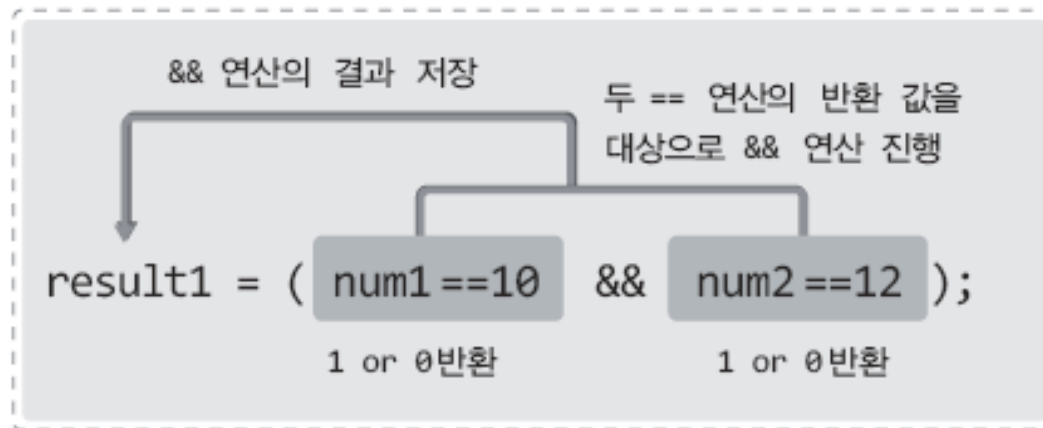 && 연산의 결과 저장
두 == 연산의 반환 값을
대상으로 && 연산 진행
result1 = ( num1==10 && num2==12 );
1 or 0반환 1 or 0반환